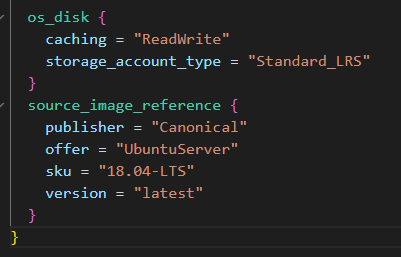 os_disk {
caching = "ReadWrite"
storage_account_type = "Standard_LRS"
}
source_image_reference {
publisher = "Canonical"
offer = "UbuntuServer"
sku = "18.04-LTS"
version = "latest"
}
}